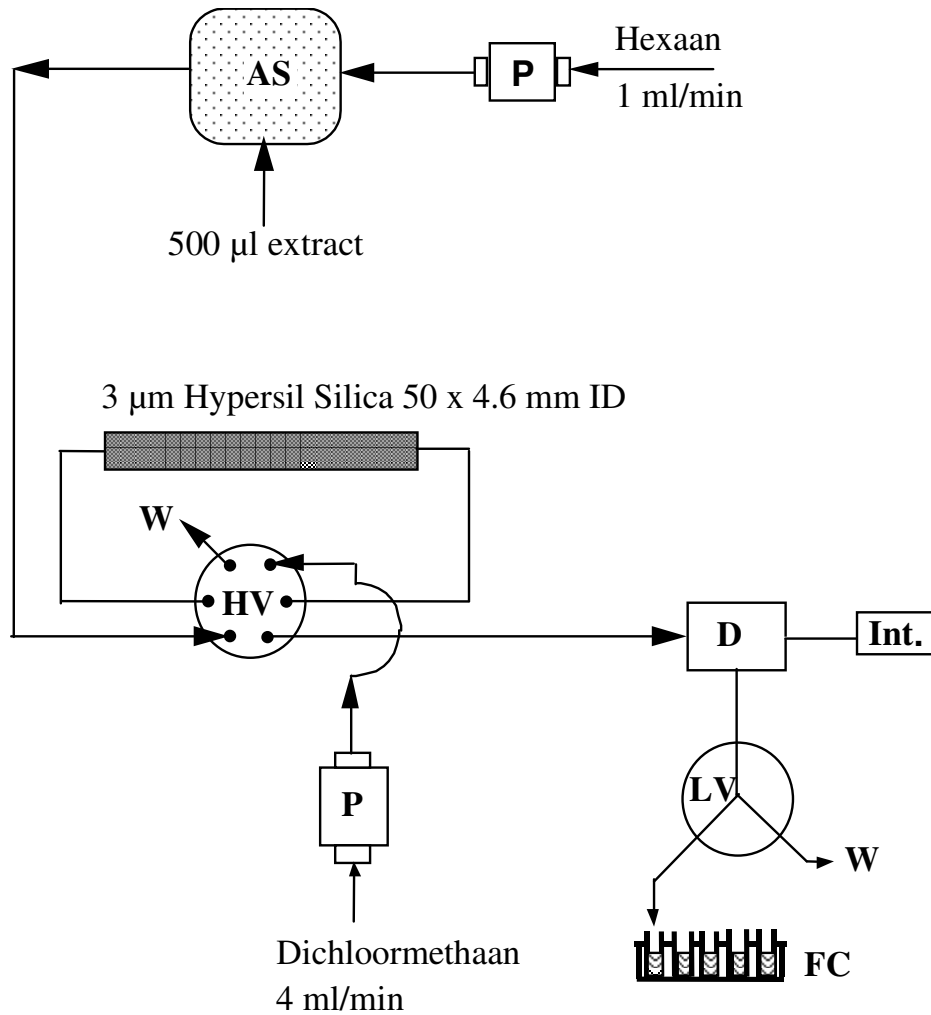 Hexaan
P
AS
1 ml/min
500 µl extract
3 µm Hypersil Silica 50 x 4.6 mm ID
W
HV
D
Int.
LV
P
W
Dichloormethaan
4 ml/min
FC